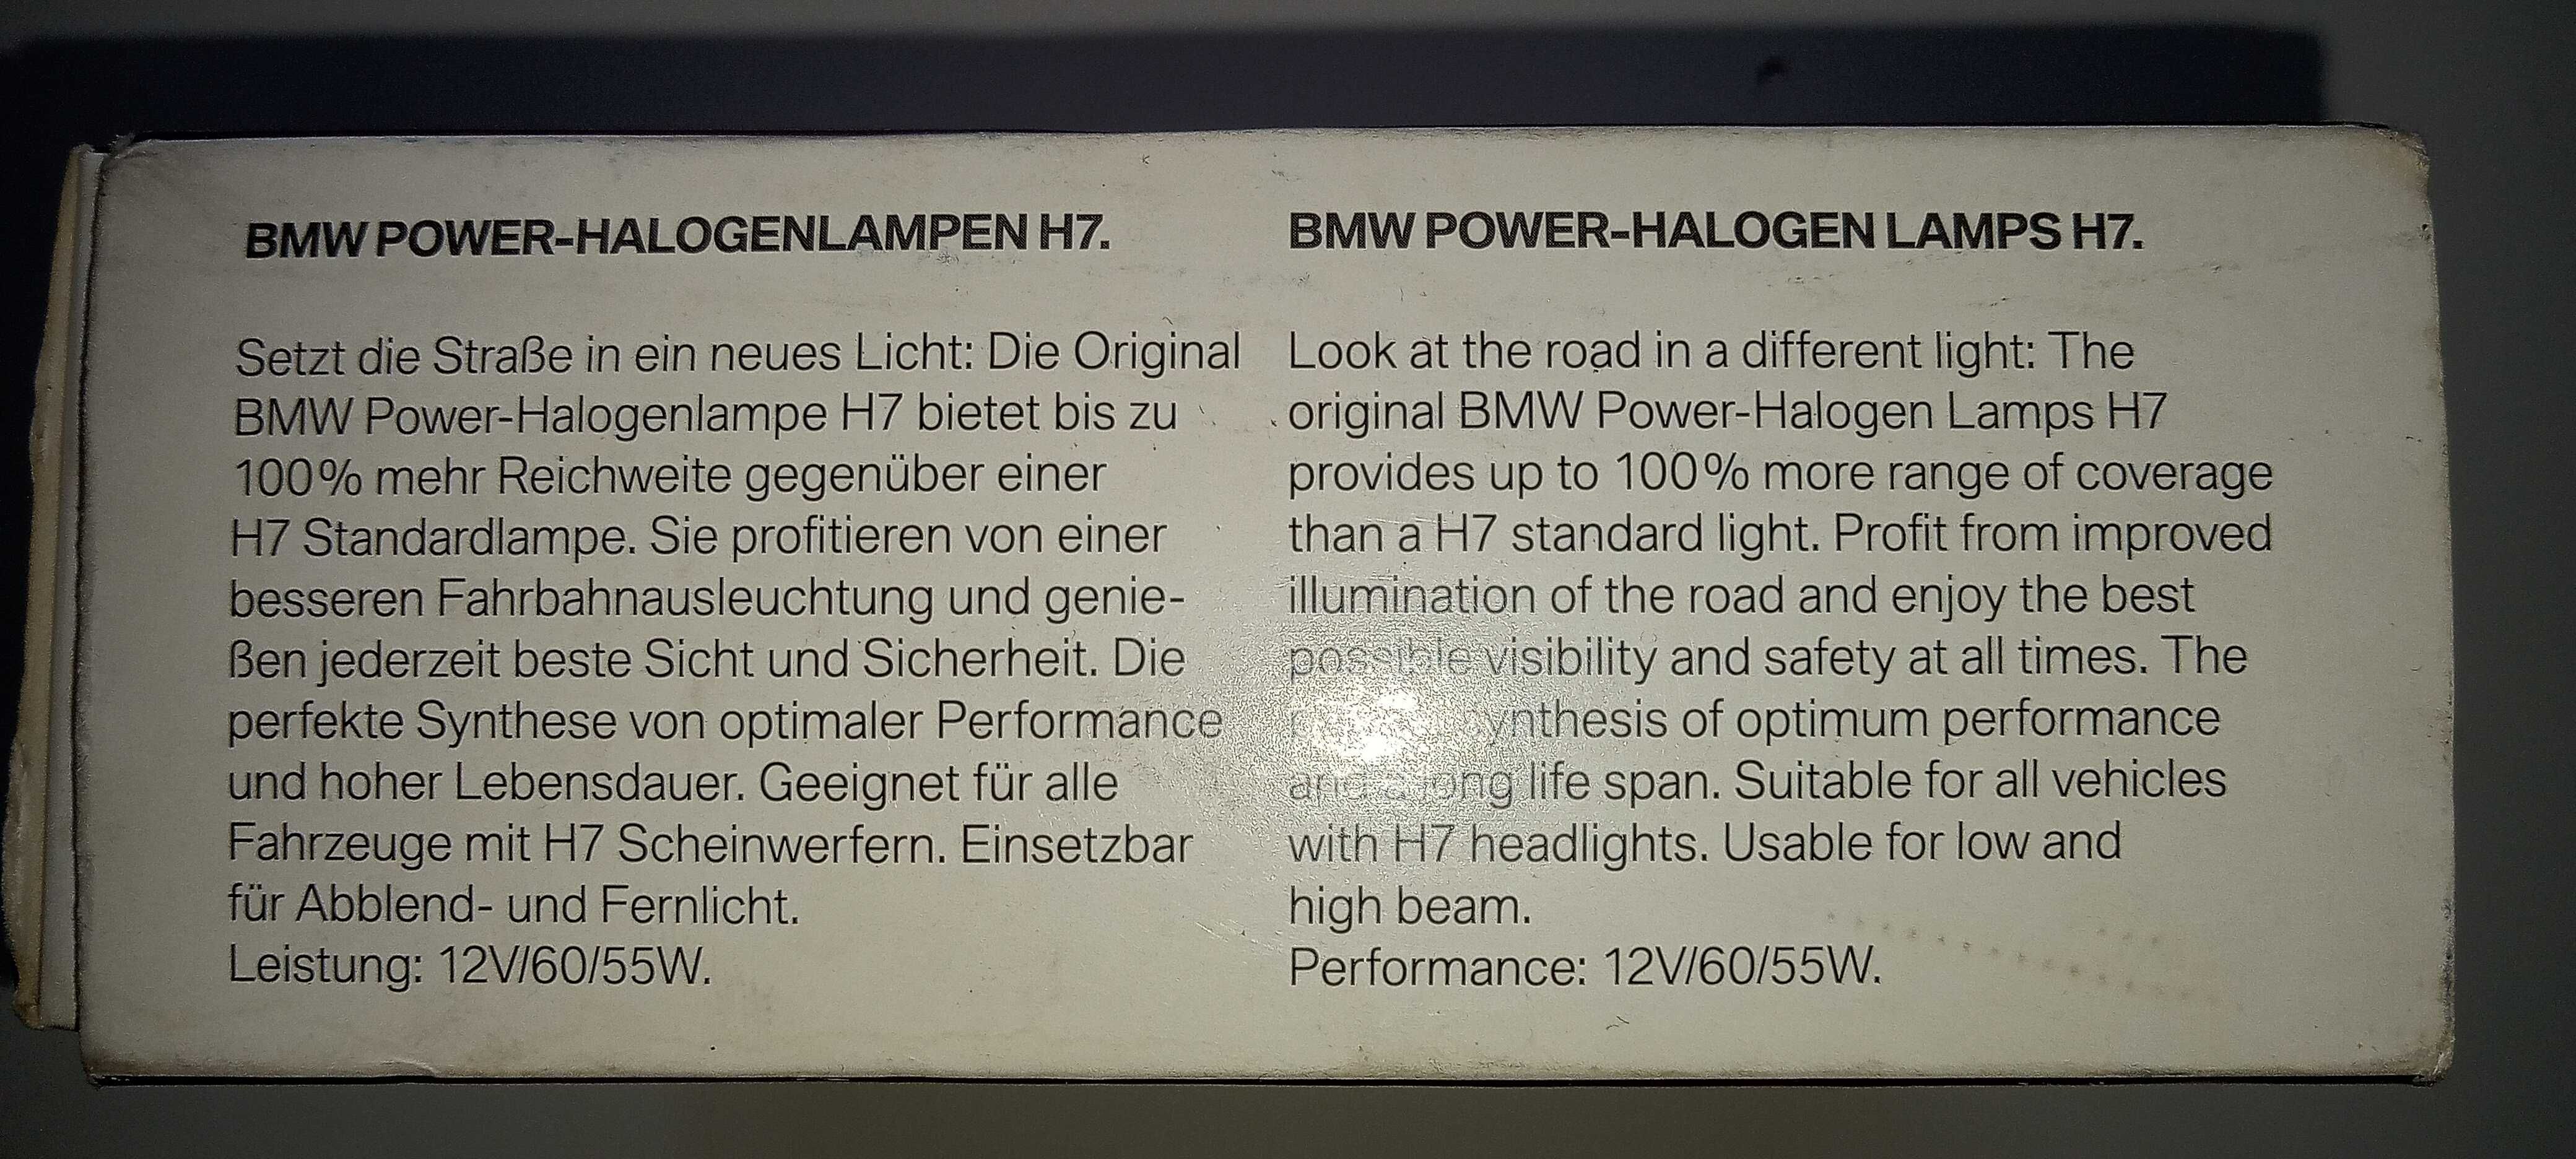 BMW POWER-HALOGENLAMPEN H7.
Setzt die Straße in ein neues Licht: Die Original
BMW Power-Halogenlampe H7 bietet bis zu
100% mehr Reichweite gegenüber einer
H7 Standardlampe. Sie profitieren von einer
besseren Fahrbahnausleuchtung und genie-
ßen jederzeit beste Sicht und Sicherheit. Die
perfekte Synthese von optimaler Performance
und hoher Lebensdauer. Geeignet für alle
Fahrzeuge mit H7 Scheinwerfern. Einsetzbar
für Abblend- und Fernlicht.
Leistung: 12V/60/55W.
BMW POWER-HALOGEN LAMPS H7.
Look at the road in a different light: The
original BMW Power-Halogen Lamps H7
provides up to 100% more range of coverage
than a H7 standard light. Profit from improved
illumination of the road and enjoy the best
possible visibility and safety at all times. The
synthesis of optimum performance
and a long life span. Suitable for all vehicles
with H7 headlights. Usable for low and
high beam.
Performance: 12V/60/55W.